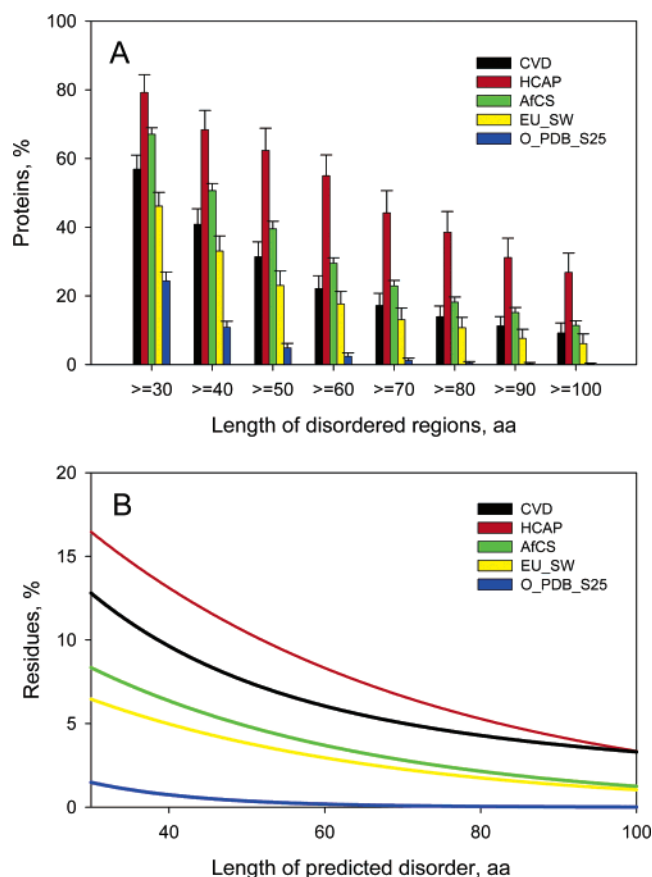 100
80
60
40
20
0
Proteins, %
A
CVD
HCAP
AfCS
EU_SW
O_PDB_S25
>=30 >=40 >=50 >=60 >=70 >=80 >=90 >=100
Length of disordered regions, aa
20
15
10
5
0
Residues, %
B
CVD
HCAP
AfCS
EU_SW
O_PDB_S25
40 60 80 100
Length of predicted disorder, aa